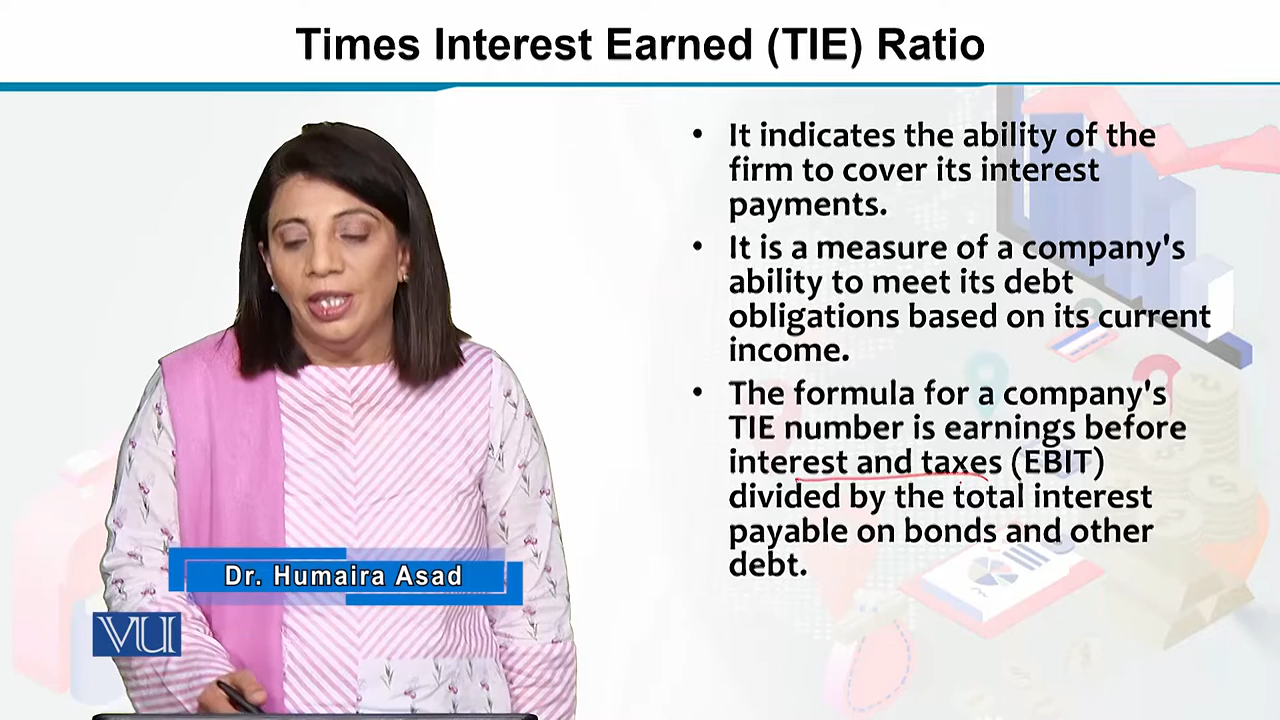 Times Interest Earned (TIE) Ratio
• It indicates the ability of the
firm to cover its interest
payments.
• It is a measure of a company's
ability to meet its debt
obligations based on its current
income.
• The formula for a company's
TIE number is earnings before
interest and taxes (EBIT)
divided by the total interest
payable on bonds and other
debt.
Dr. Humaira Asad
VU